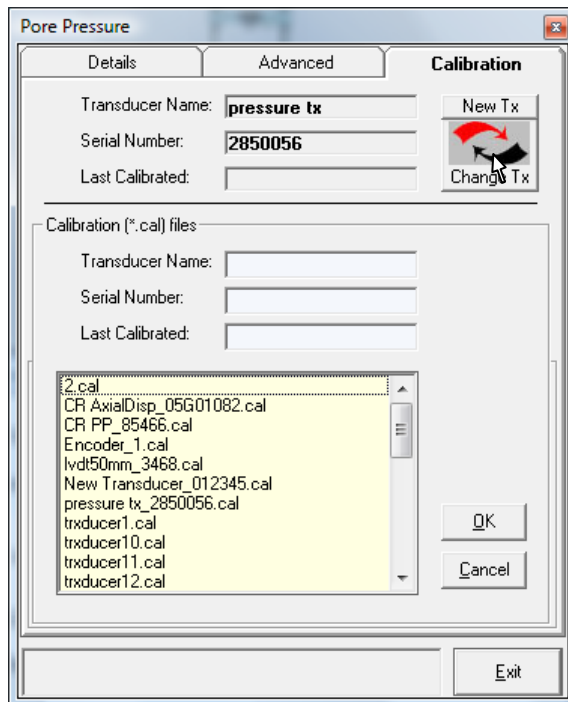 Pore Pressure
Details Advanced Calibration
Transducer Name: pressure tx New Tx
Serial Number: 2850056
Last Calibrated: Change Tx
Calibration (*.cal) files
Transducer Name:
Serial Number:
Last Calibrated:
2.cal
CR AxialDisp_05G01082.cal
CR PP_85466.cal
Encoder_1.cal
lvdt50mm_3468.cal
New Transducer_012345.cal
pressure tx_2850056.cal
trxducer1.cal
trxducer10.cal
trxducer11.cal
trxducer12.cal
OK
Cancel
Exit